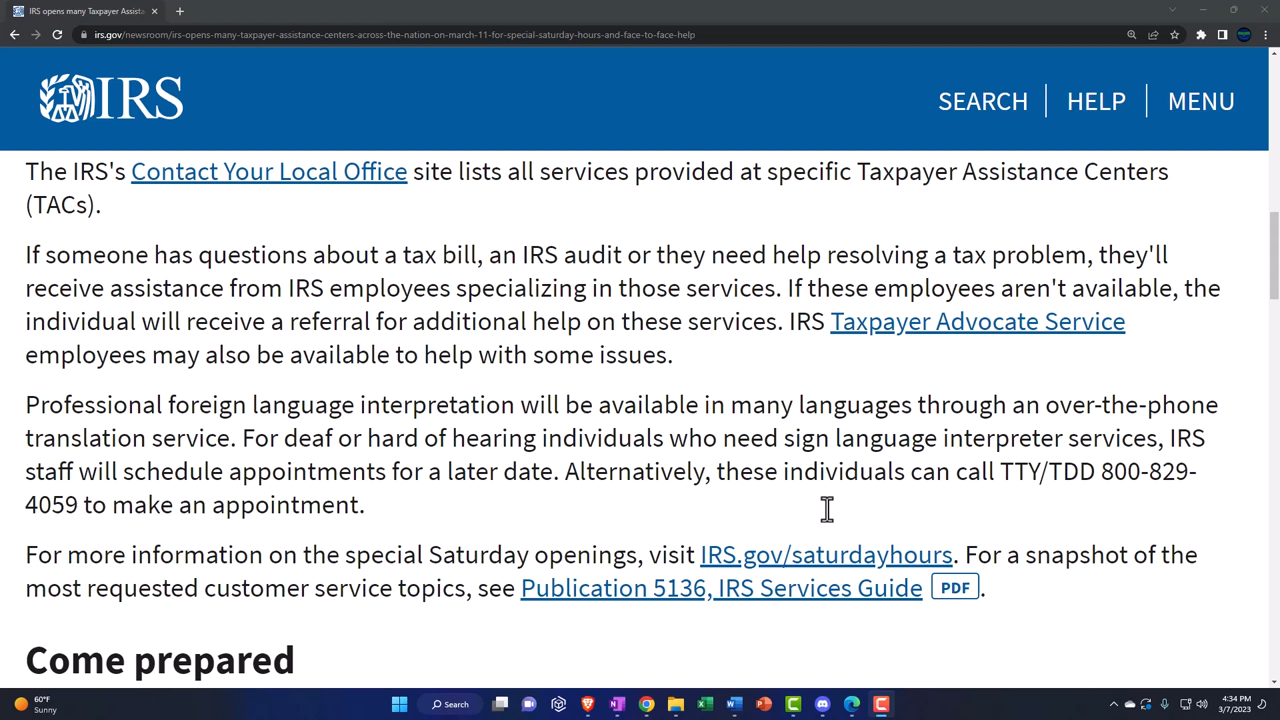 IRS opens many Taxpayer Assista
irs.gov/newsroom/irs-opens-many-taxpayer-assistance-centers-across-the-nation-on-march-11-for-special-saturday-hours-and-face-to-face-help
IRS
SEARCH
HELP
MENU
The IRS's Contact Your Local Office site lists all services provided at specific Taxpayer Assistance Centers
(TACs).
If someone has questions about a tax bill, an IRS audit or they need help resolving a tax problem, they'll
receive assistance from IRS employees specializing in those services. If these employees aren't available, the
individual will receive a referral for additional help on these services. IRS Taxpayer Advocate Service
employees may also be available to help with some issues.
Professional foreign language interpretation will be available in many languages through an over-the-phone
translation service. For deaf or hard of hearing individuals who need sign language interpreter services, IRS
staff will schedule appointments for a later date. Alternatively, these individuals can call TTY/TDD 800-829-
4059 to make an appointment.
For more information on the special Saturday openings, visit IRS.gov/saturdayhours. For a snapshot of the
most requested customer service topics, see Publication 5136, IRS Services Guide PDF.
Come prepared
60°F
Sunny
Search
4:34 PM
3/7/2023